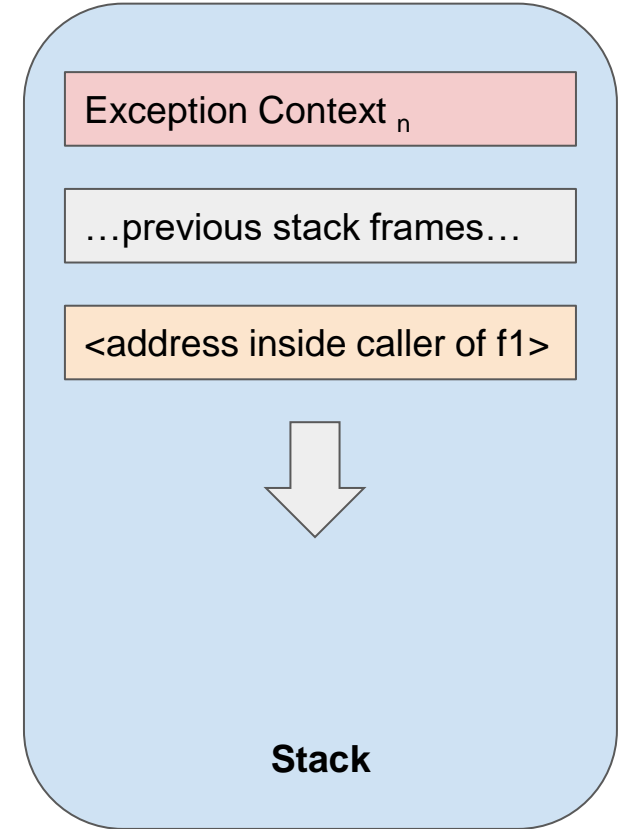 Exception Context n
…previous stack frames…
<address inside caller of f1>
Stack